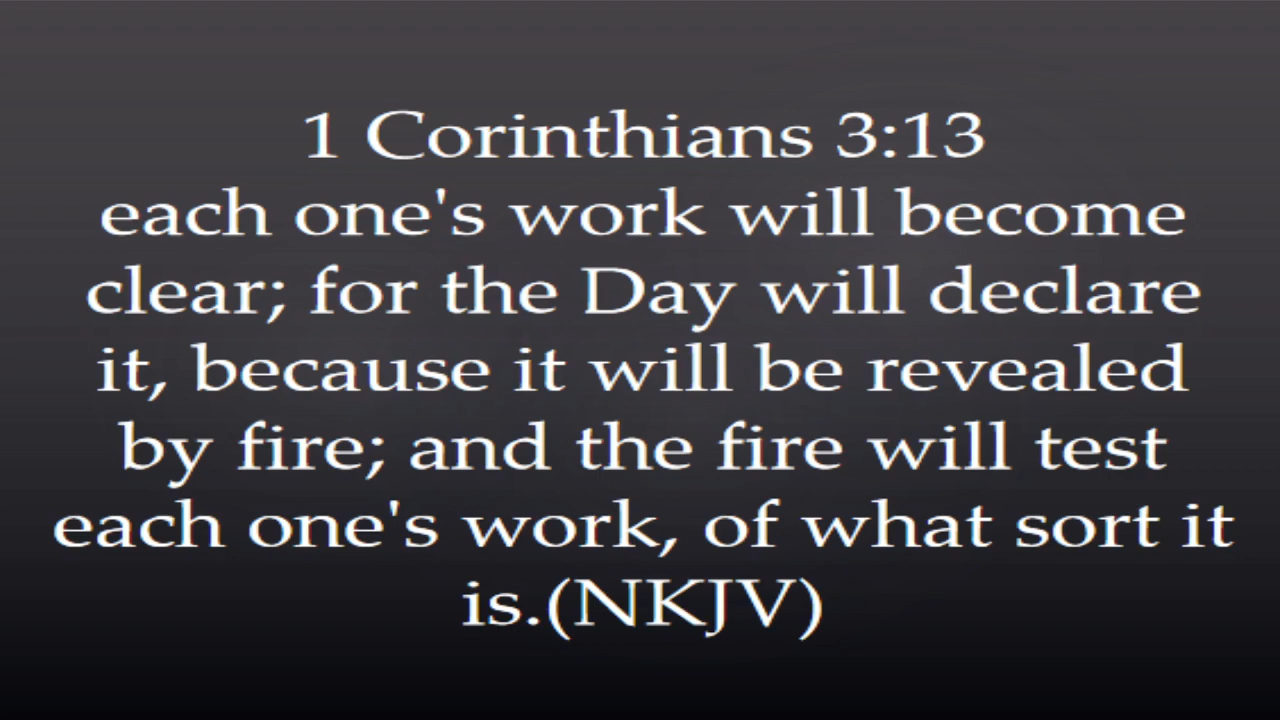 1 Corinthians 3:13
each one's work will become
clear; for the Day will declare
it, because it will be revealed
by fire; and the fire will test
each one's work, of what sort it
is.(NKJV)